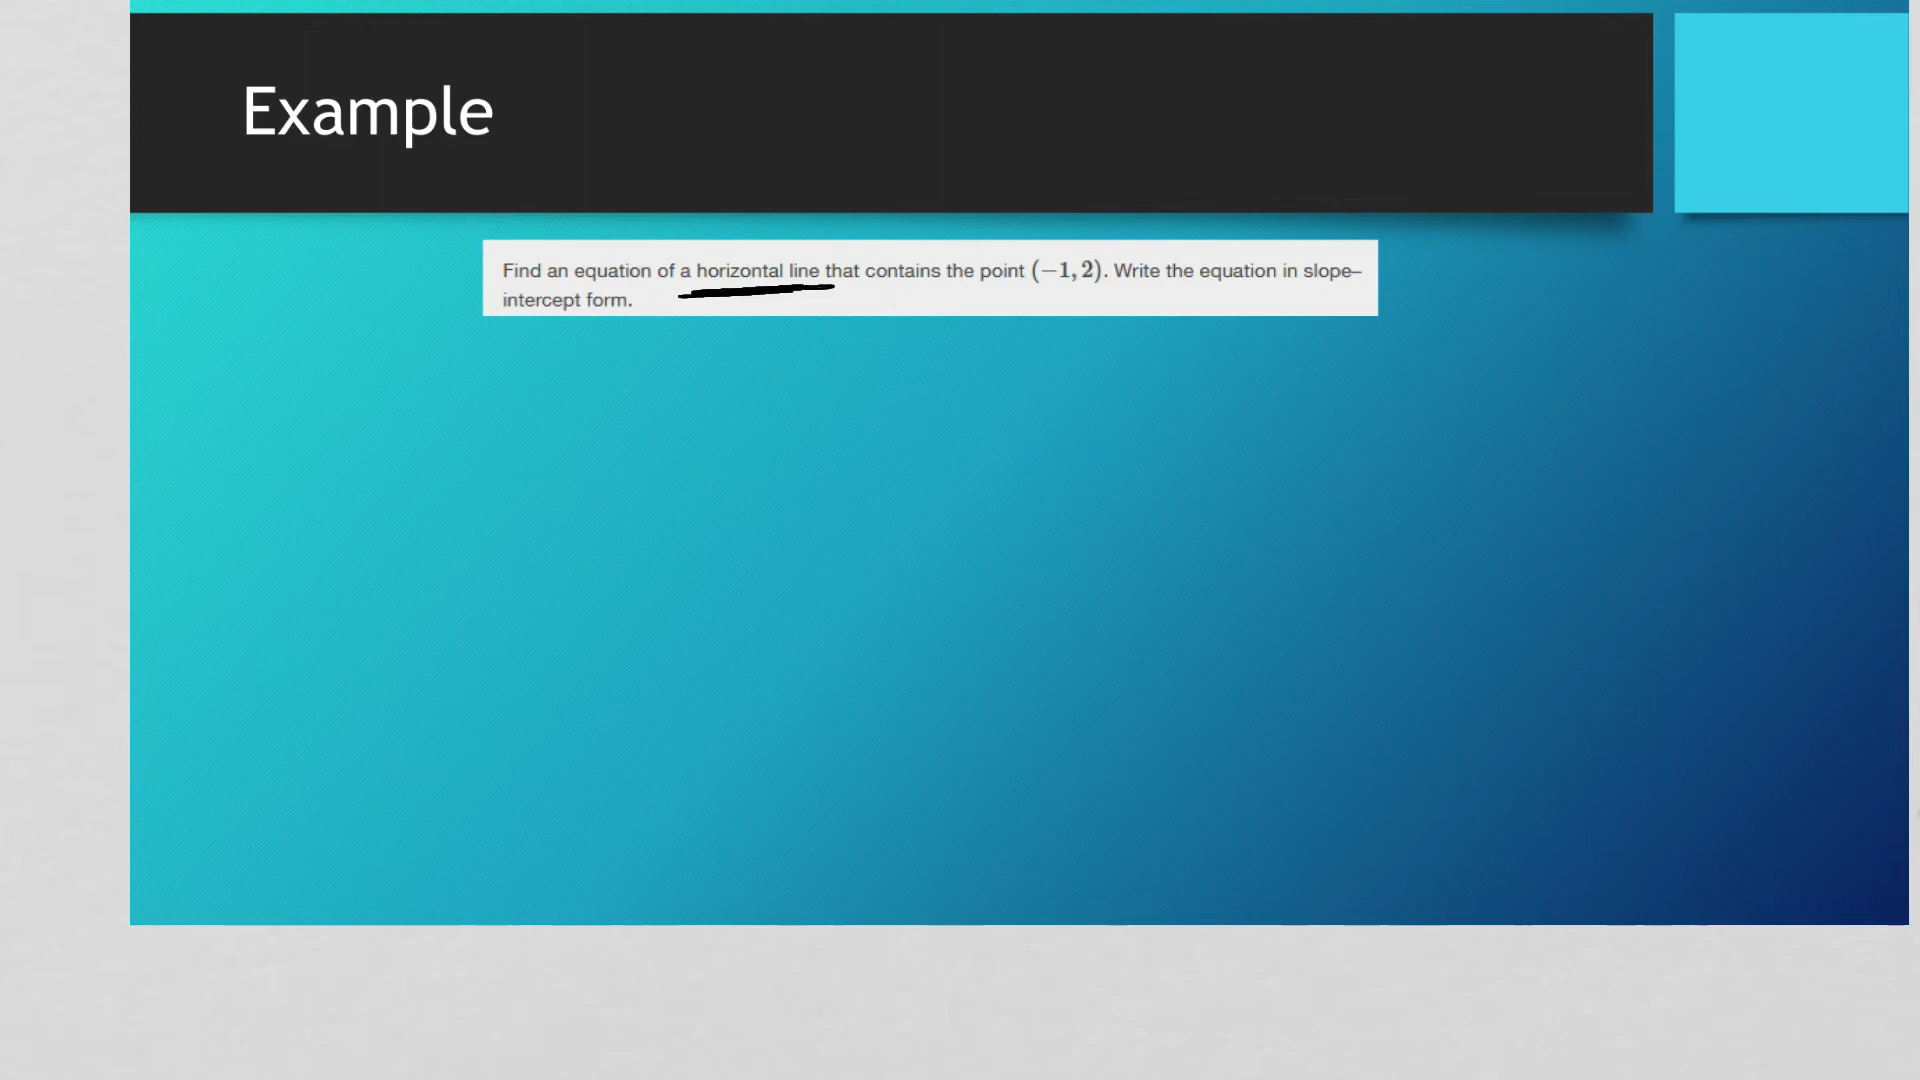 Example
Find an equation of a horizontal line that contains the point (−1, 2). Write the equation in slope–
intercept form.